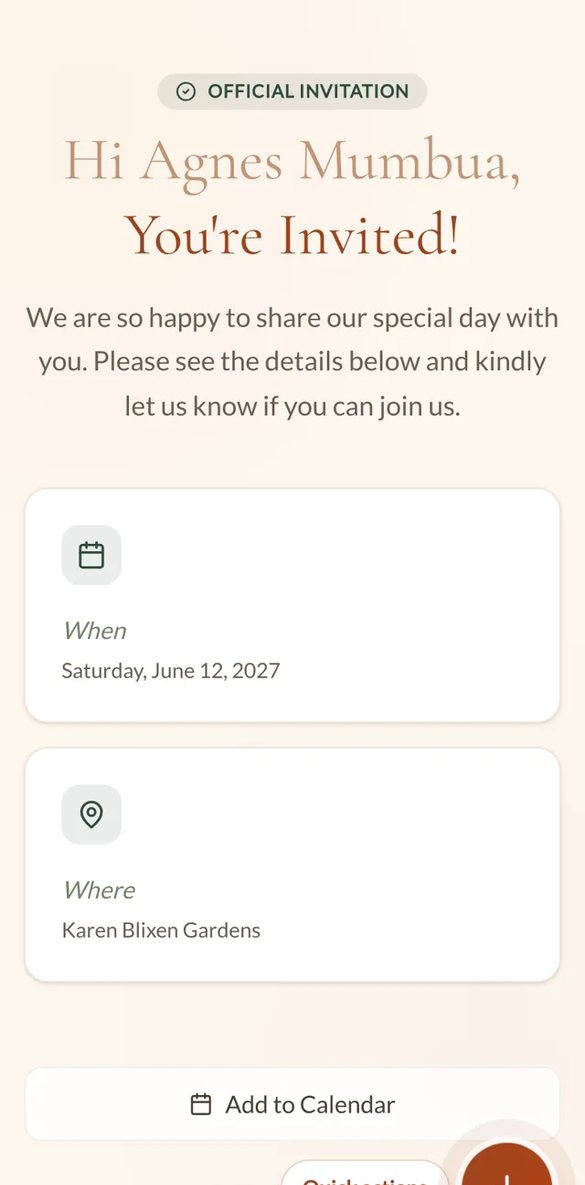 OFFICIAL INVITATION
Hi Agnes Mumbua,
You're Invited!
We are so happy to share our special day with
you. Please see the details below and kindly
let us know if you can join us.
When
Saturday, June 12, 2027
Where
Karen Blixen Gardens
Add to Calendar